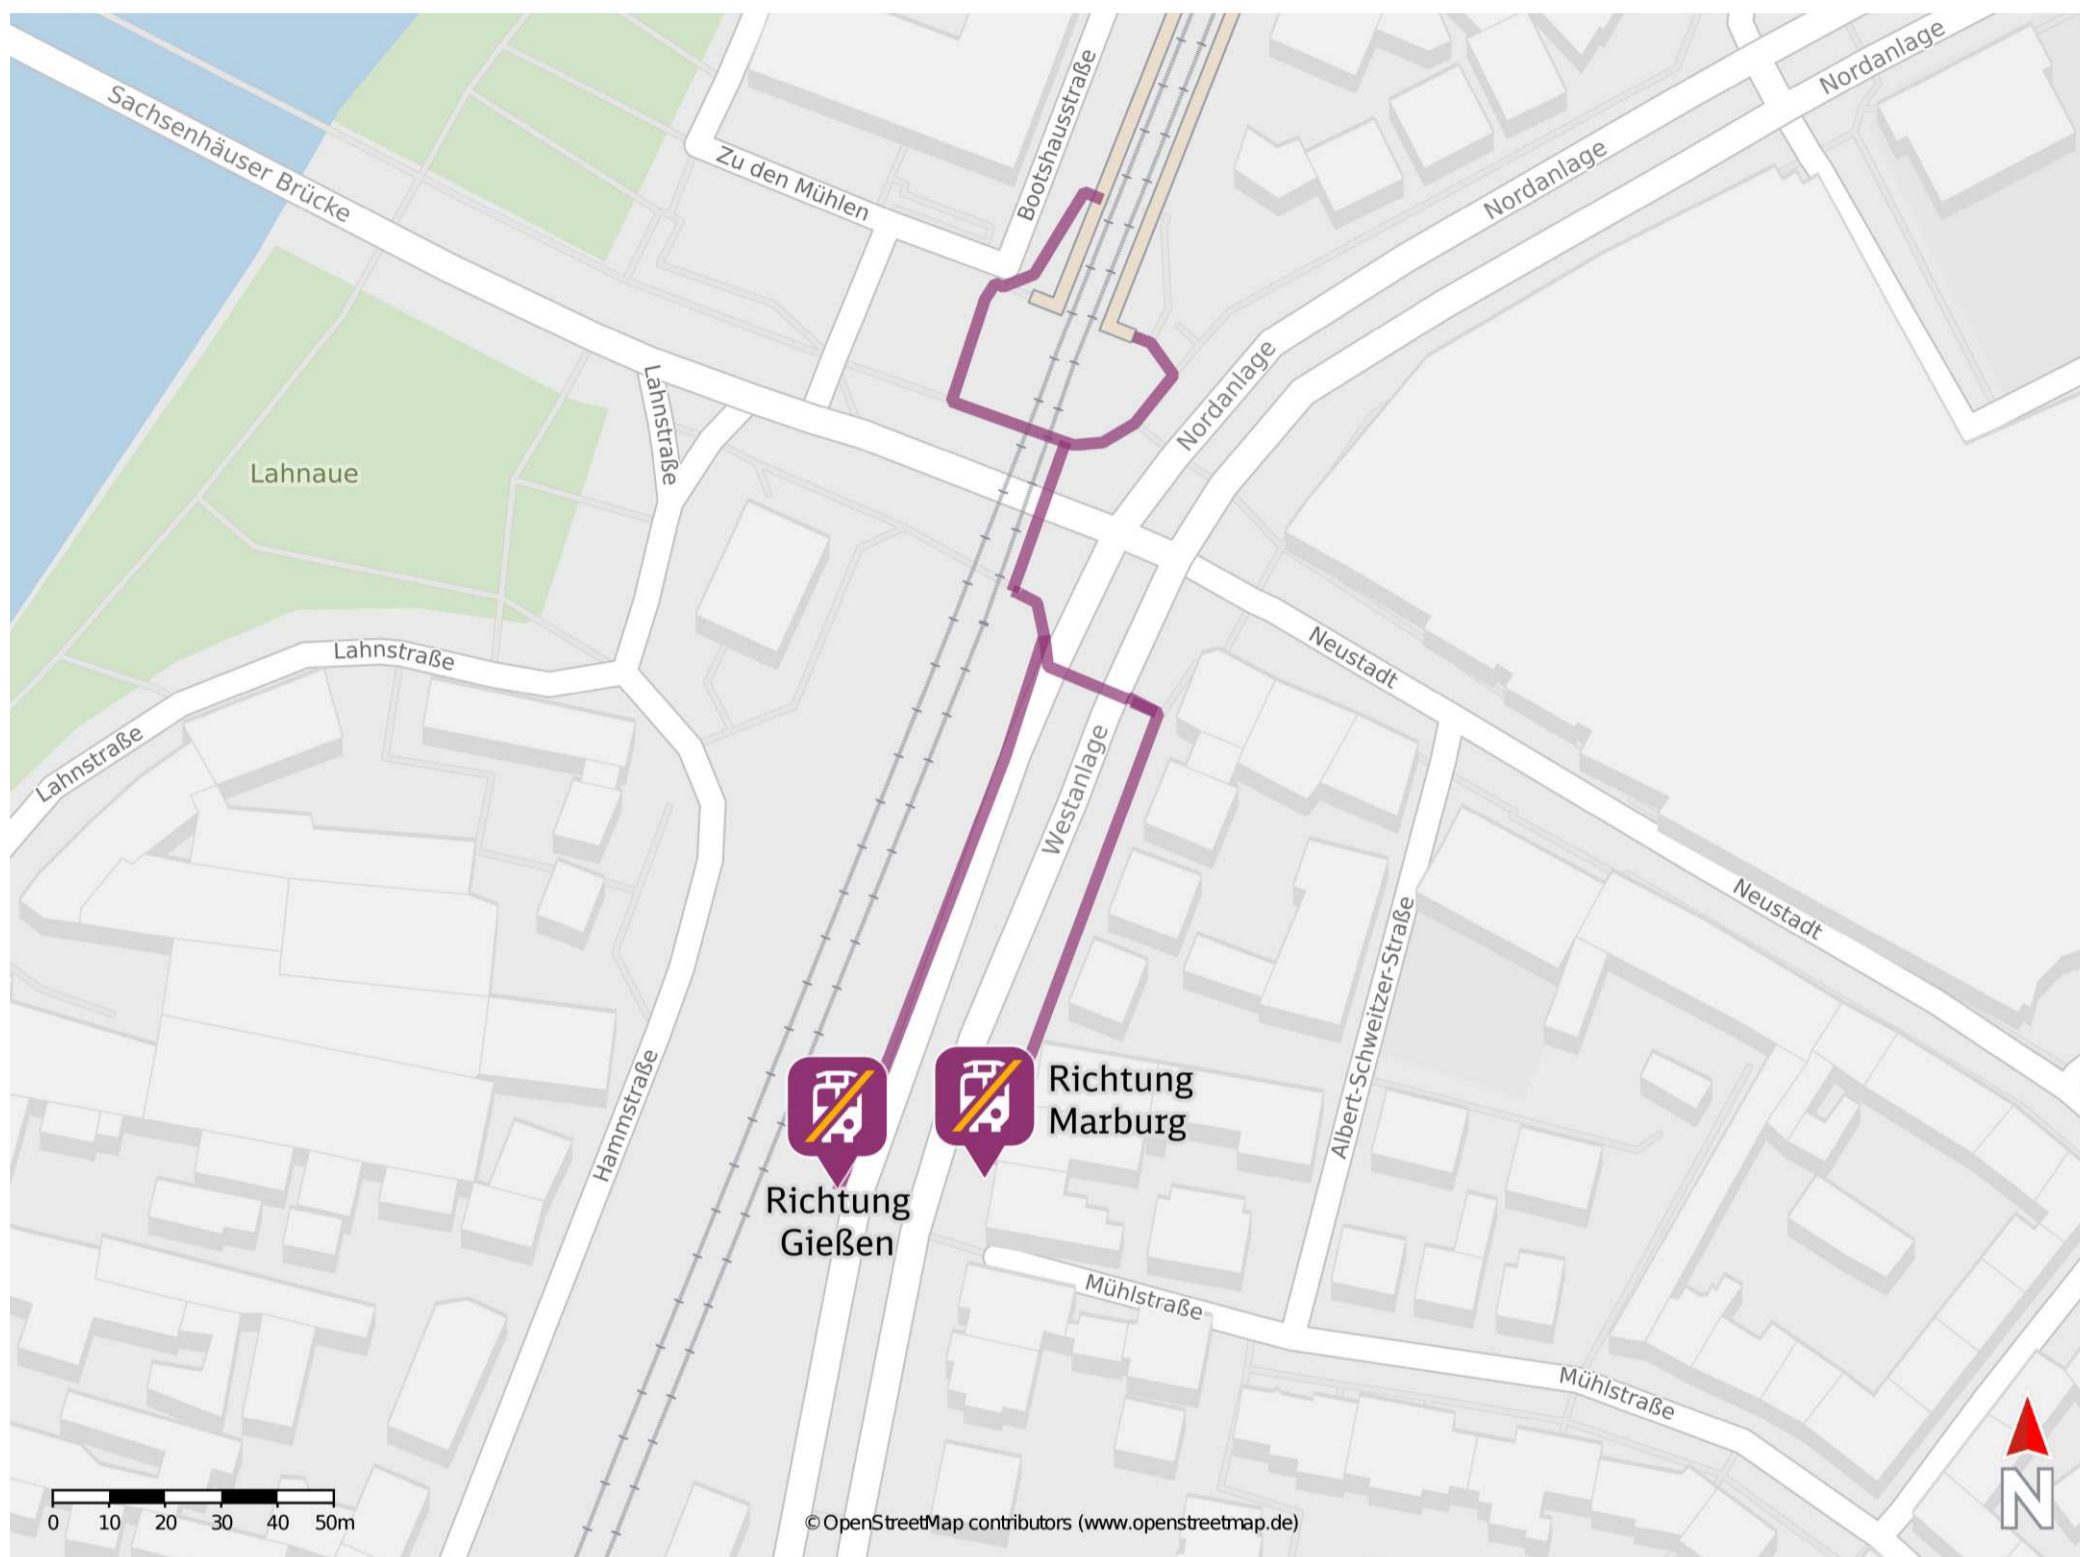 Sachsenhäuser Brücke
Zu den Mühlen
Bootshausstraße
Nordanlage
Nordanlage
Nordanlage
Lahnstraße
Lahnaue
Lahnstraße
Lahnstraße
Neustadt
Westanlage
Neustadt
Albert-Schweitzer-Straße
Hammstraße
Richtung
Marburg
Richtung
Gießen
Mühlstraße
Mühlstraße
0 10 20 30 40 50m
© OpenStreetMap contributors (www.openstreetmap.de)
N